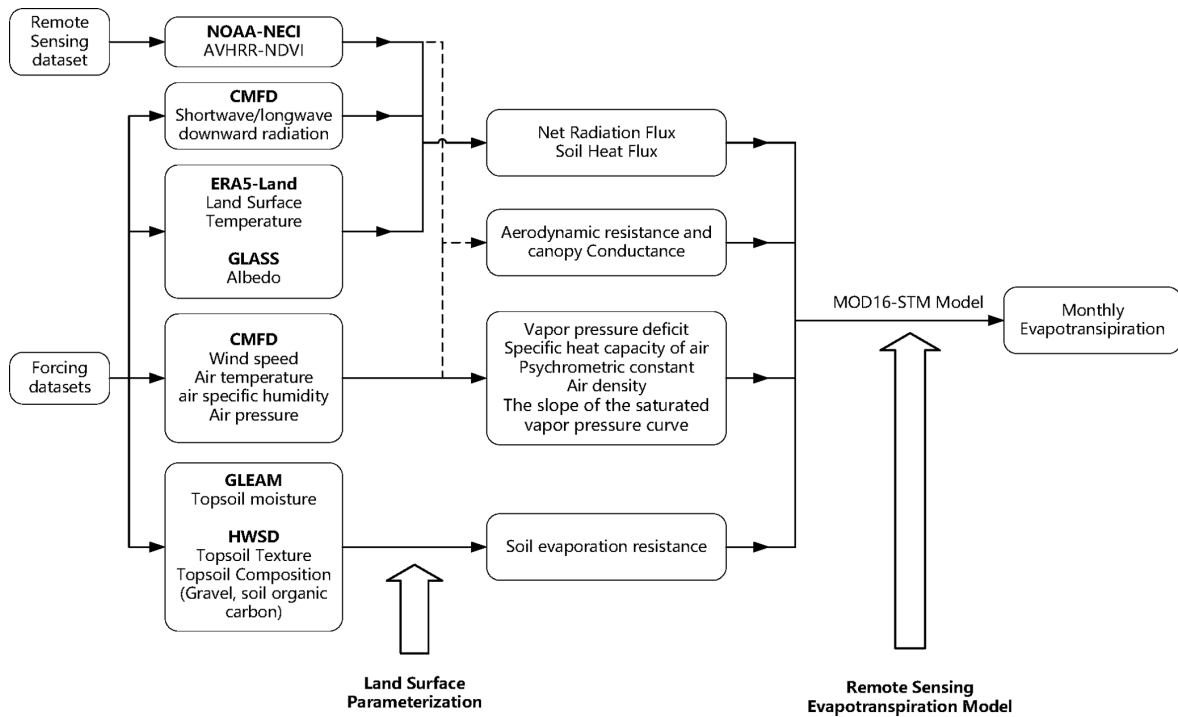 Remote
Sensing
dataset
NOAA-NECI
AVHRR-NDVI
CMFD
Shortwave/longwave
downward radiation
ERA5-Land
Land Surface
Temperature
GLASS
Albedo
Forcing
datasets
CMFD
Wind speed
Air temperature
air specific humidity
Air pressure
GLEAM
Topsoil moisture
HWSD
Topsoil Texture
Topsoil Composition
(Gravel, soil organic
carbon)
Net Radiation Flux
Soil Heat Flux
Aerodynamic resistance and
canopy Conductance
Vapor pressure deficit
Specific heat capacity of air
Psychrometric constant
Air density
The slope of the saturated
vapor pressure curve
Soil evaporation resistance
MOD16-STM Model
Monthly
Evapotransipiration
Land Surface
Parameterization
Remote Sensing
Evapotranspiration Model